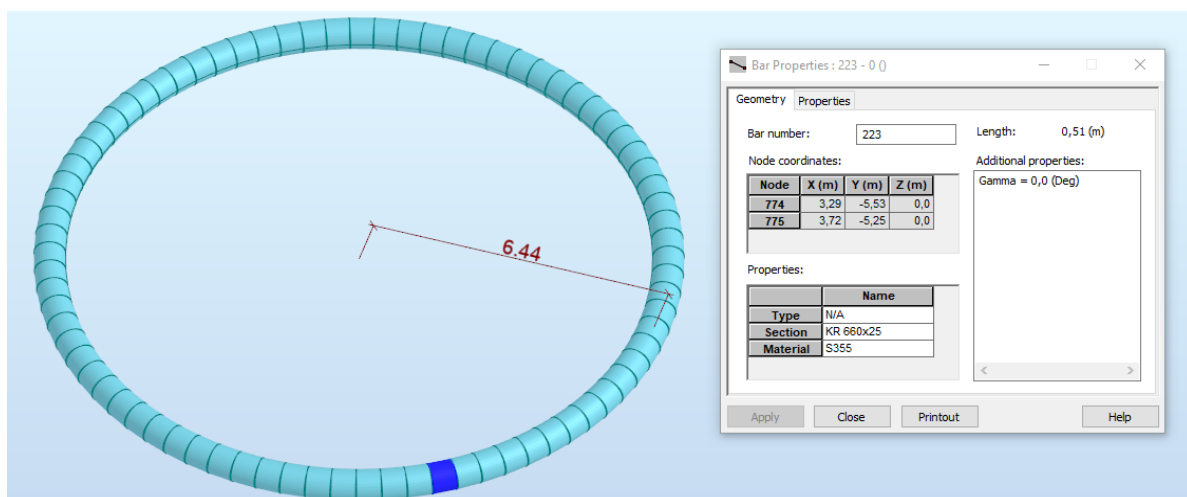 6.44
Bar Properties : 223 - 0 ()
Geometry Properties
Bar number: 223 Length: 0,51 (m)
Node coordinates: Additional properties:
Node X (m) Y (m) Z (m) Gamma = 0,0 (Deg)
774 3,29 -5,53 0,0
775 3,72 -5,25 0,0
Properties:
Name
Type N/A
Section KR 660x25
Material S355
Apply Close Printout Help